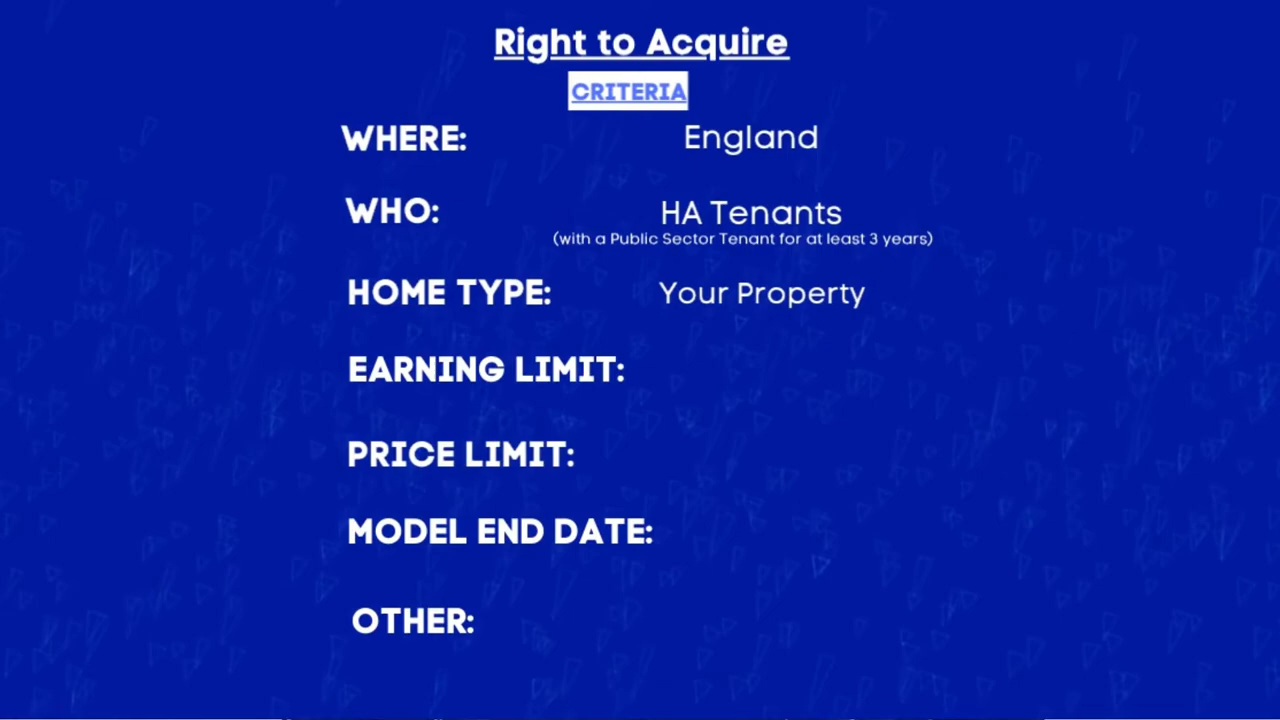 Right to Acquire
CRITERIA
WHERE: England
WHO: HA Tenants
(with a Public Sector Tenant for at least 3 years)
HOME TYPE: Your Property
EARNING LIMIT:
PRICE LIMIT:
MODEL END DATE:
OTHER: